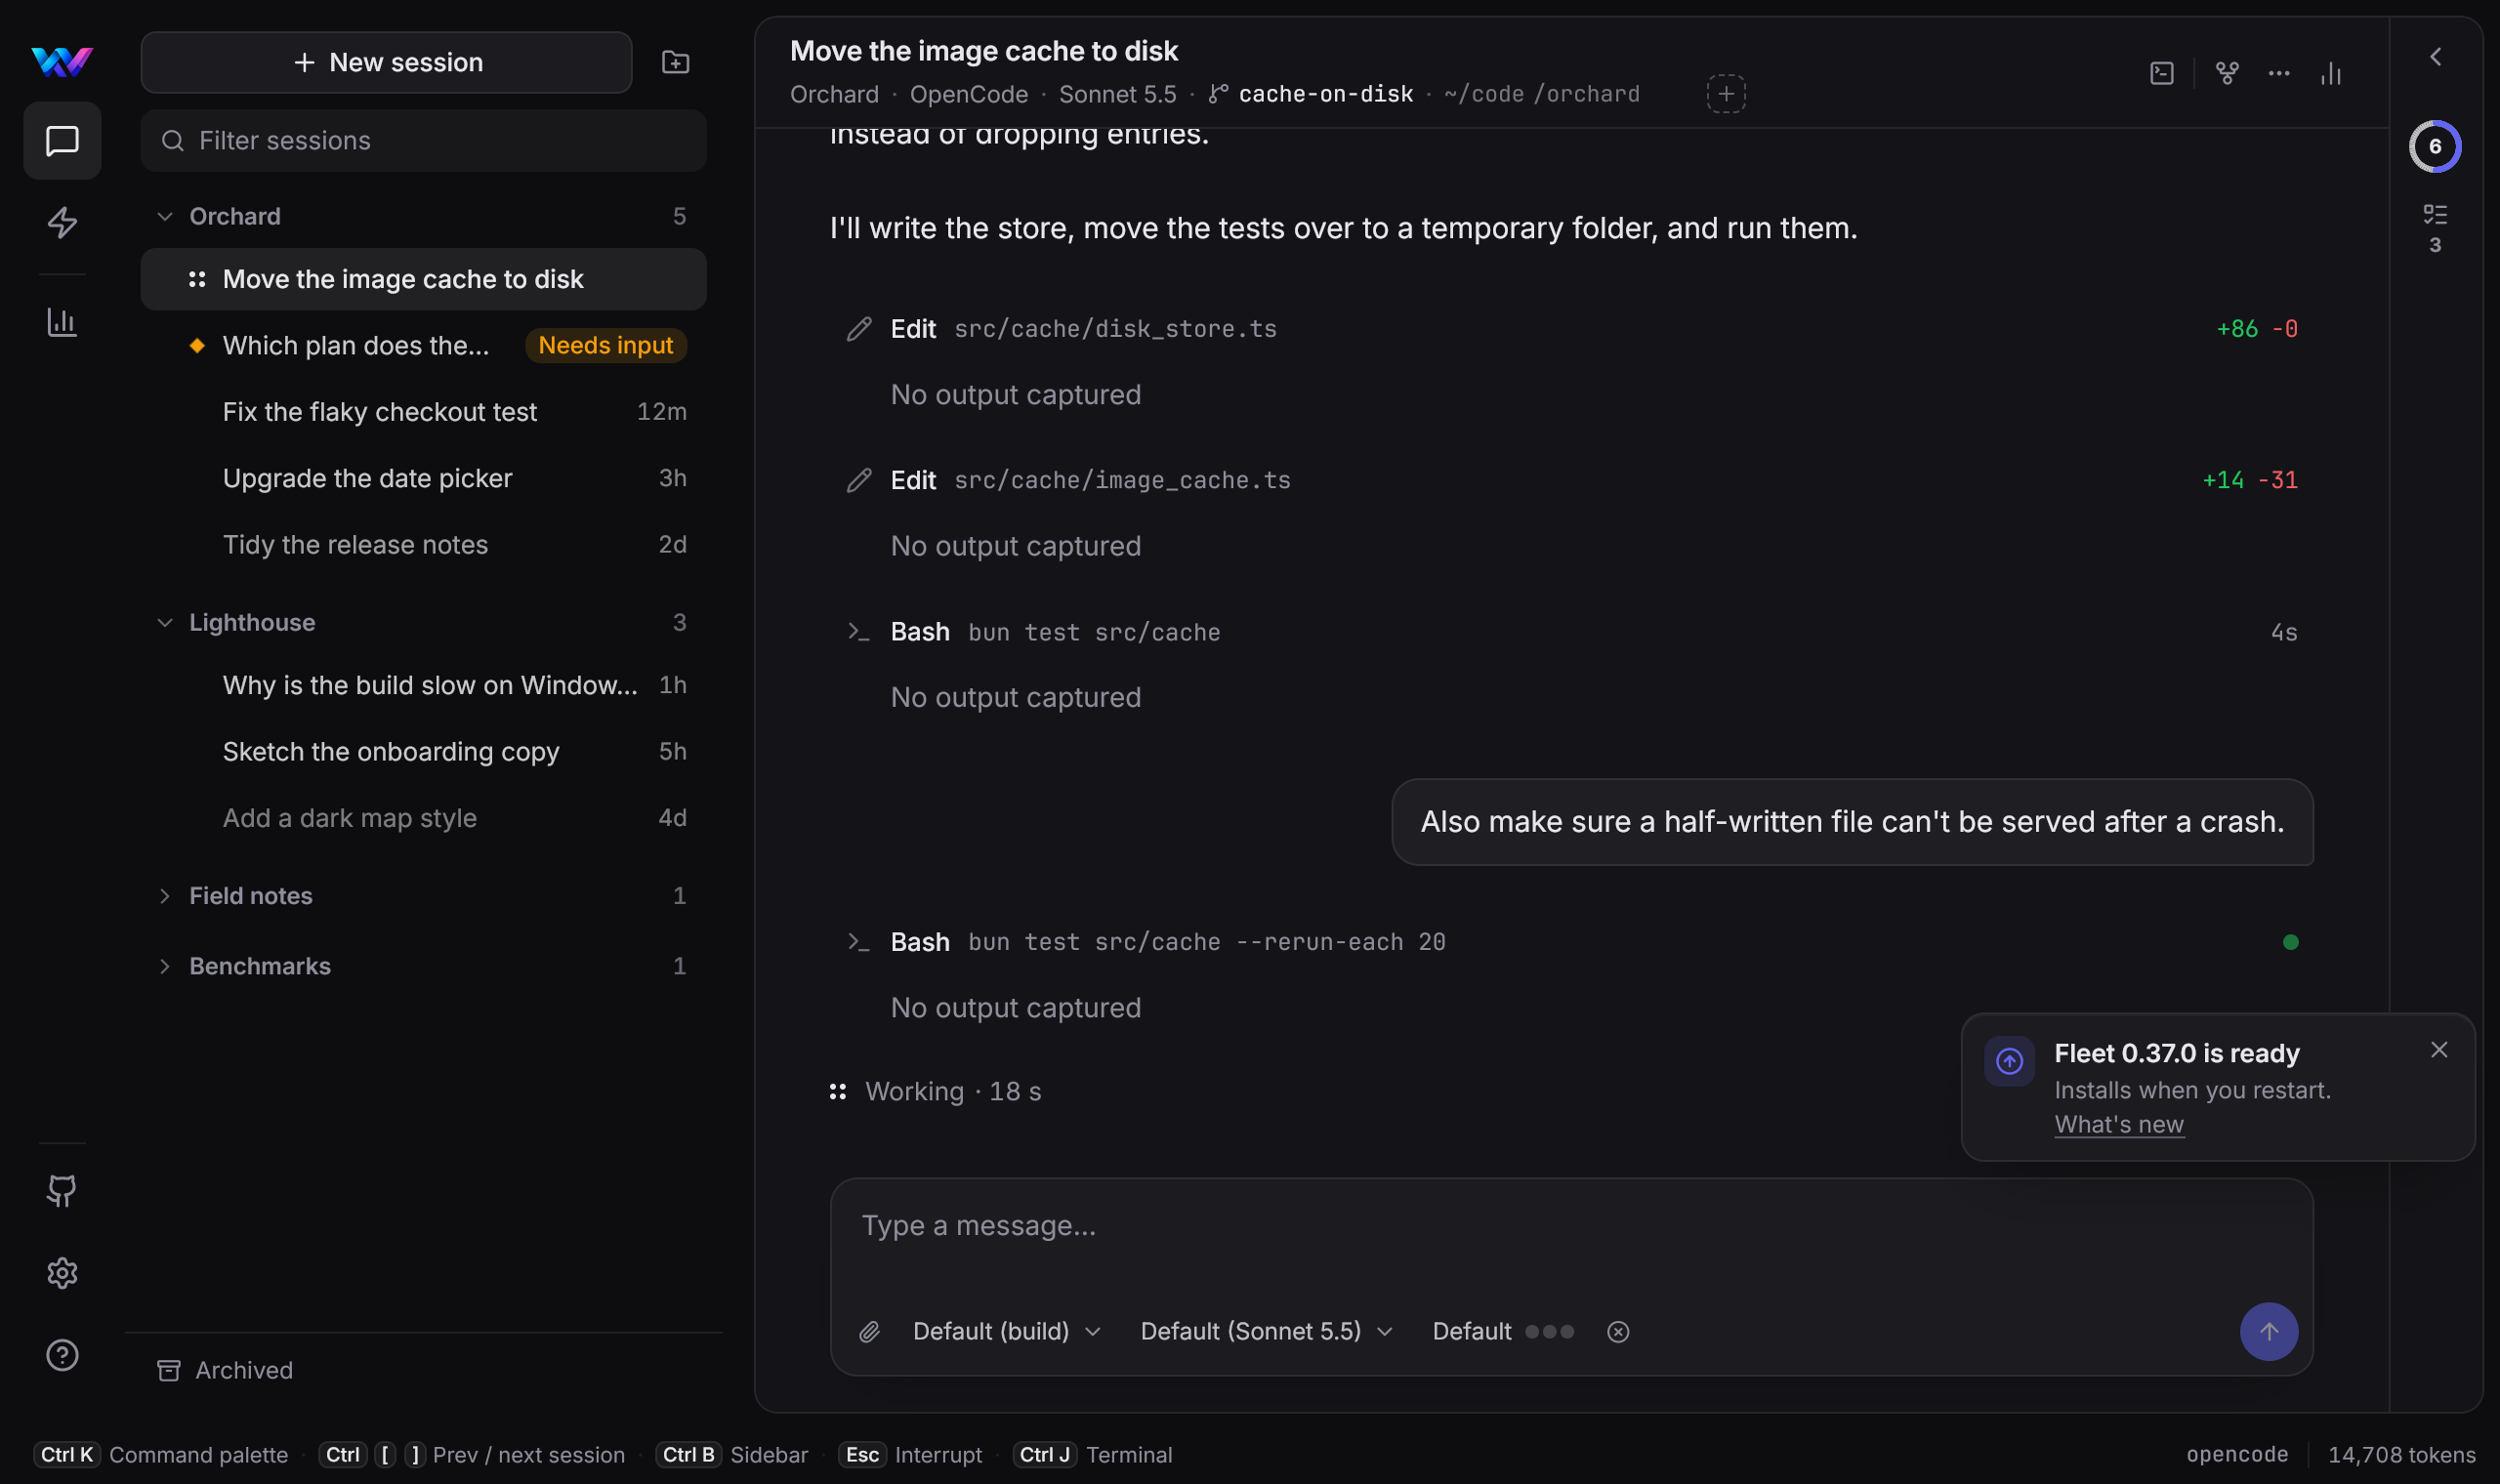 New session
Filter sessions
Orchard 5
Move the image cache to disk
Which plan does the... Needs input
Fix the flaky checkout test 12m
Upgrade the date picker 3h
Tidy the release notes 2d
Lighthouse 3
Why is the build slow on Window... 1h
Sketch the onboarding copy 5h
Add a dark map style 4d
Field notes 1
Benchmarks 1
Archived
Move the image cache to disk
Orchard · OpenCode · Sonnet 5.5 · cache-on-disk · ~/code /orchard
instead of dropping entries.
I'll write the store, move the tests over to a temporary folder, and run them.
Edit src/cache/disk_store.ts +86 -0
No output captured
Edit src/cache/image_cache.ts +14 -31
No output captured
Bash bun test src/cache 4s
No output captured
Also make sure a half-written file can't be served after a crash.
Bash bun test src/cache --rerun-each 20
No output captured
Working · 18 s
6
3
Fleet 0.37.0 is ready
Installs when you restart.
What's new
Type a message...
Default (build) Default (Sonnet 5.5) Default
Ctrl K Command palette · Ctrl [ ] Prev / next session · Ctrl B Sidebar · Esc Interrupt · Ctrl J Terminal
opencode 14,708 tokens